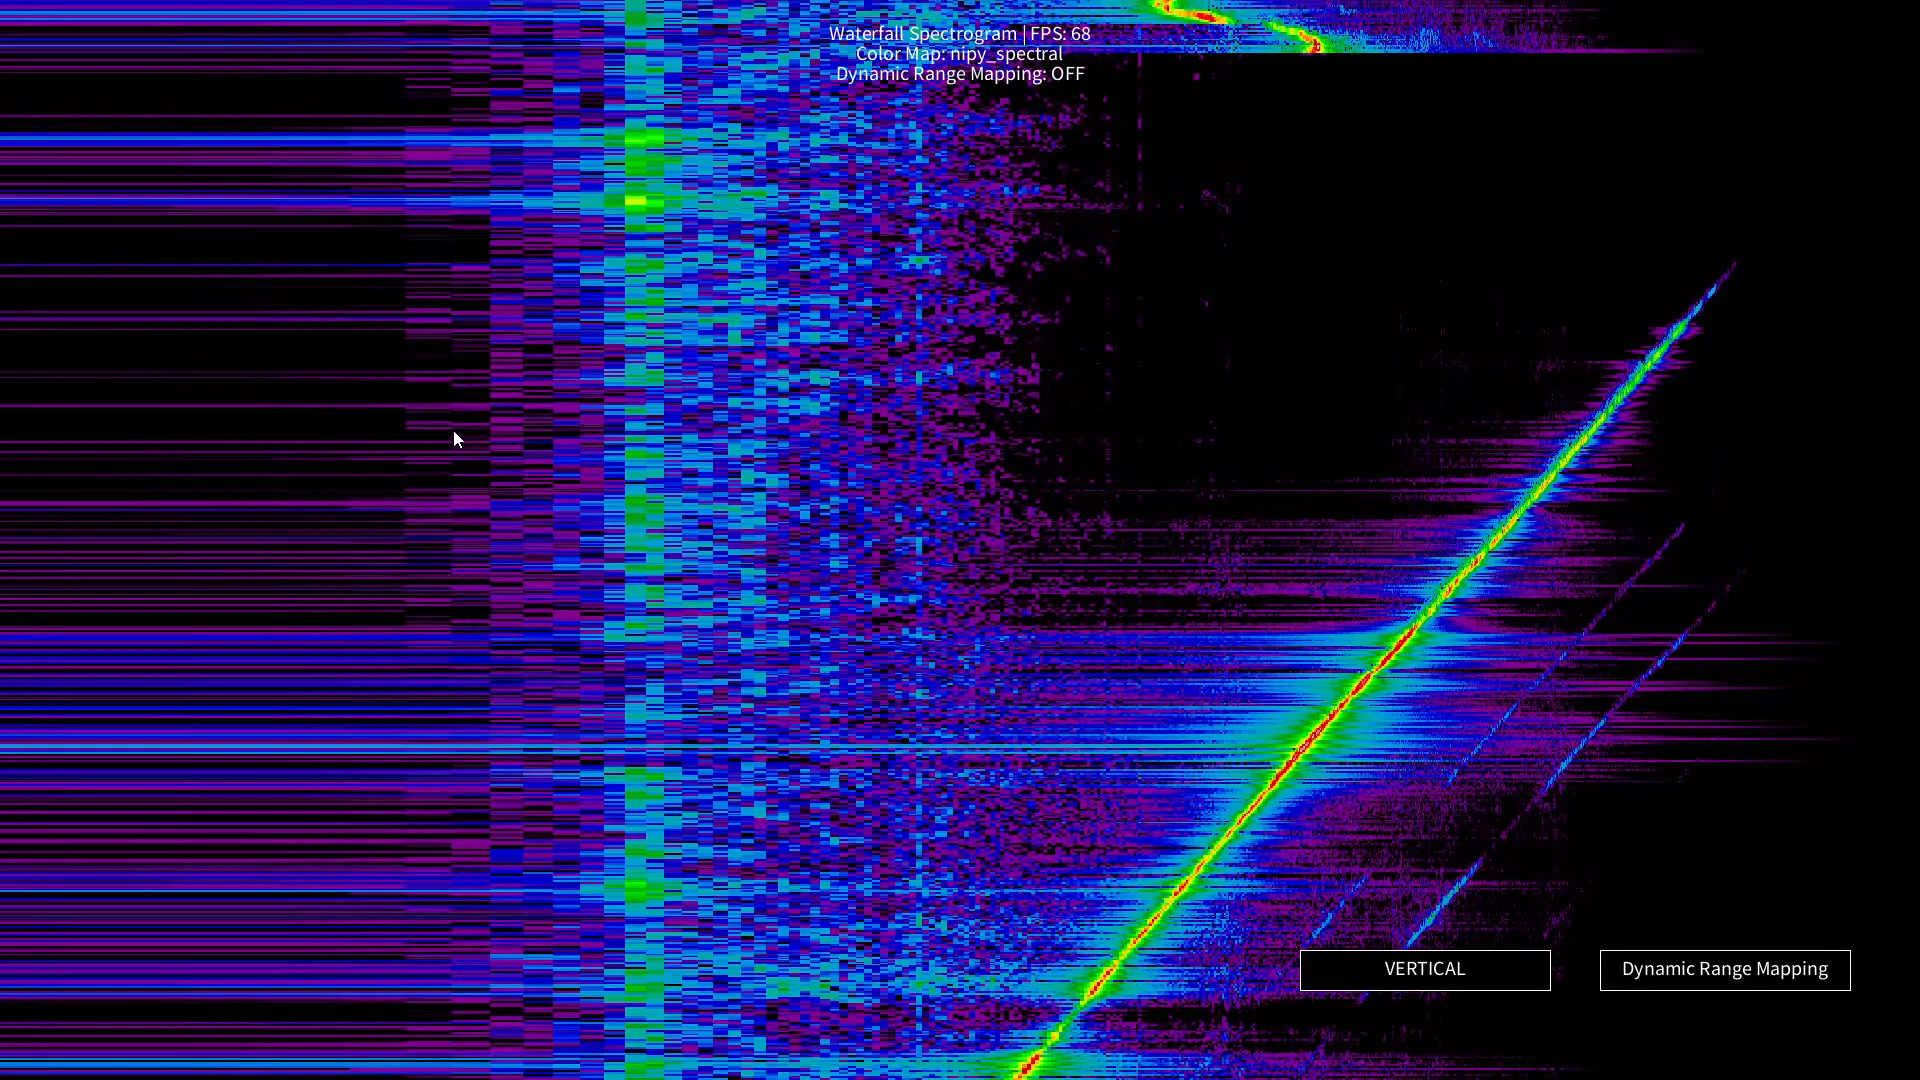 Waterfall Spectrogram | FPS: 68
Color Map: nipy_spectral
Dynamic Range Mapping: OFF
VERTICAL
Dynamic Range Mapping